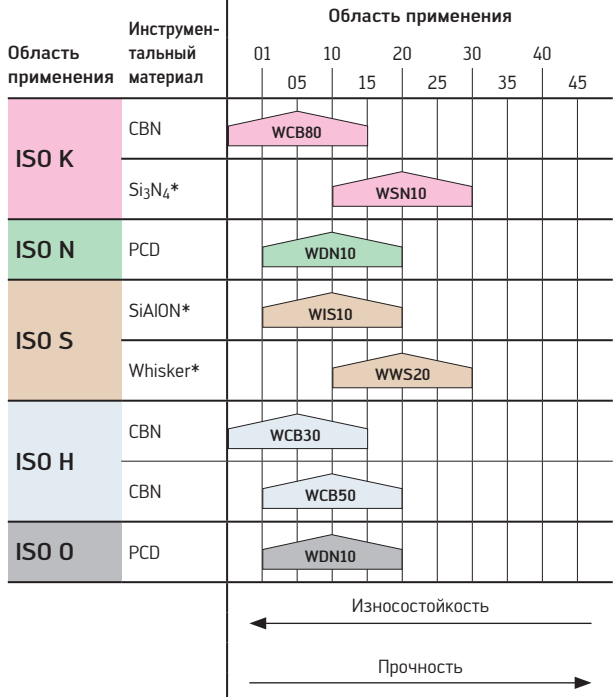 Область применения
Область применения
Инструмен-
тальный
материал
01 10 20 30 40
05 15 25 35 45
ISO K
CBN
WCB80
Si₃N₄*
WSN10
ISO N
PCD
WDN10
ISO S
SiAlON*
WIS10
Whisker*
WWS20
ISO H
CBN
WCB30
CBN
WCB50
ISO O
PCD
WDN10
Износостойкость
Прочность